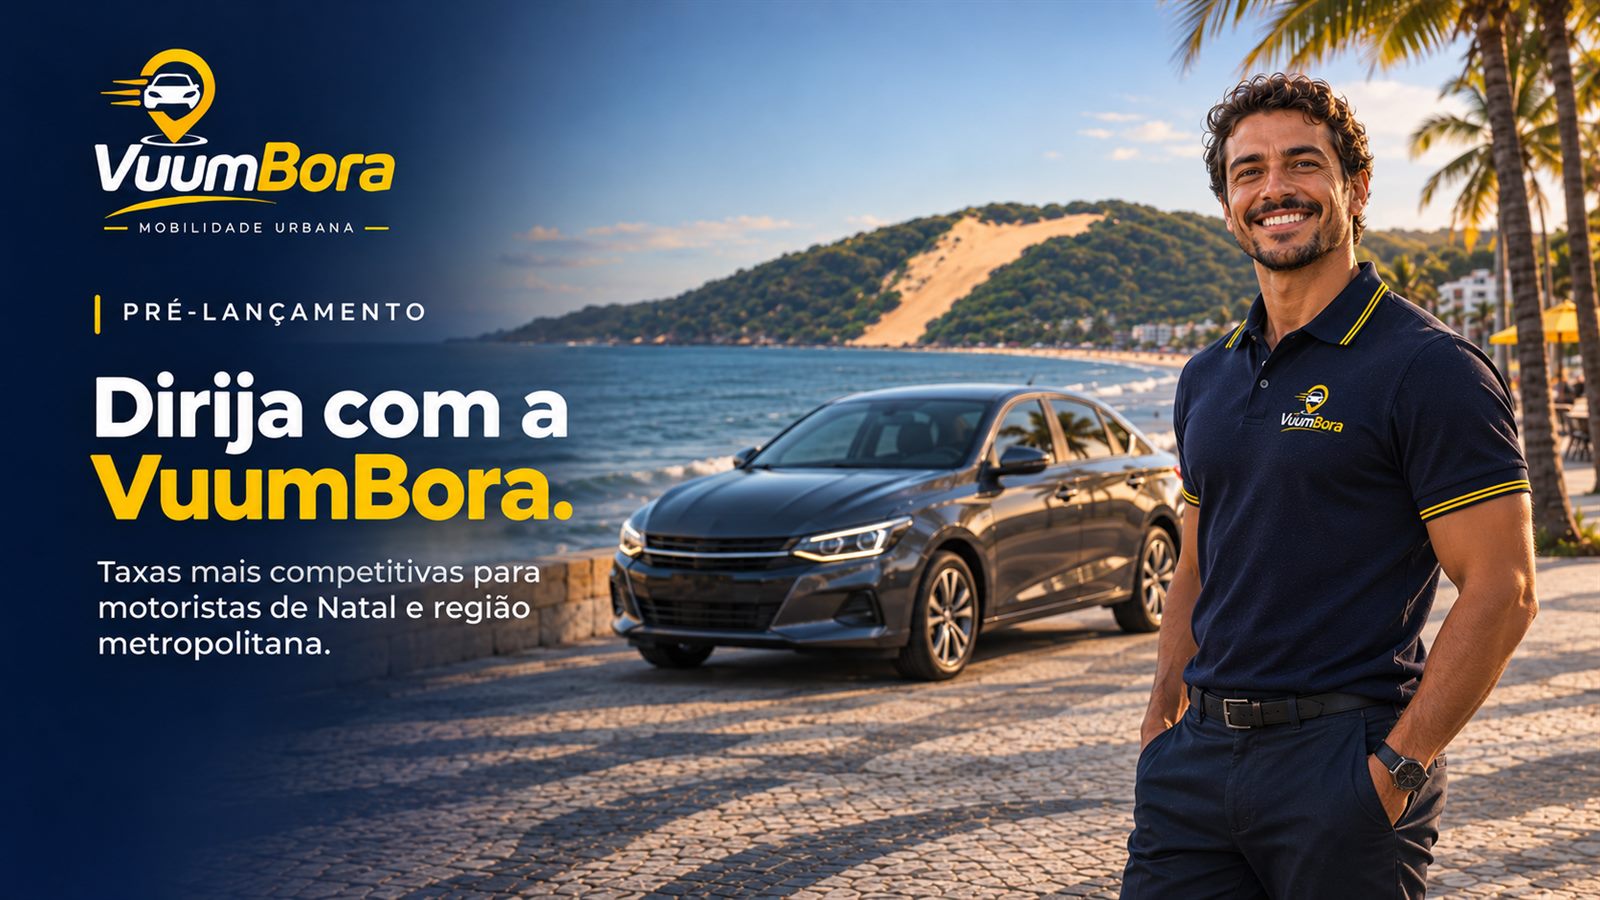 VuumBora
MOBILIDADE URBANA
PRÉ-LANÇAMENTO
Dirija com a
VuumBora.
Taxas mais competitivas para
motoristas de Natal e região
metropolitana.
VuumBora